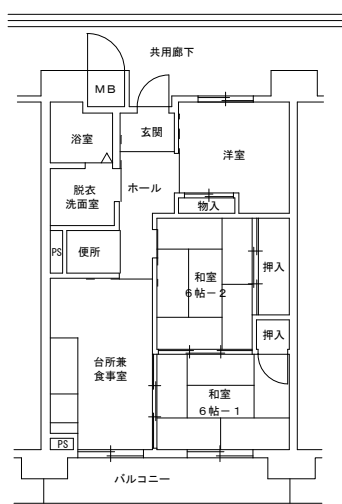 共用廊下
MB
浴室
玄関
洋室
脱衣
洗面室
ホール
物入
PS
便所
和室
6帖-2
押入
押入
台所兼
食事室
和室
6帖-1
PS
バルコニー